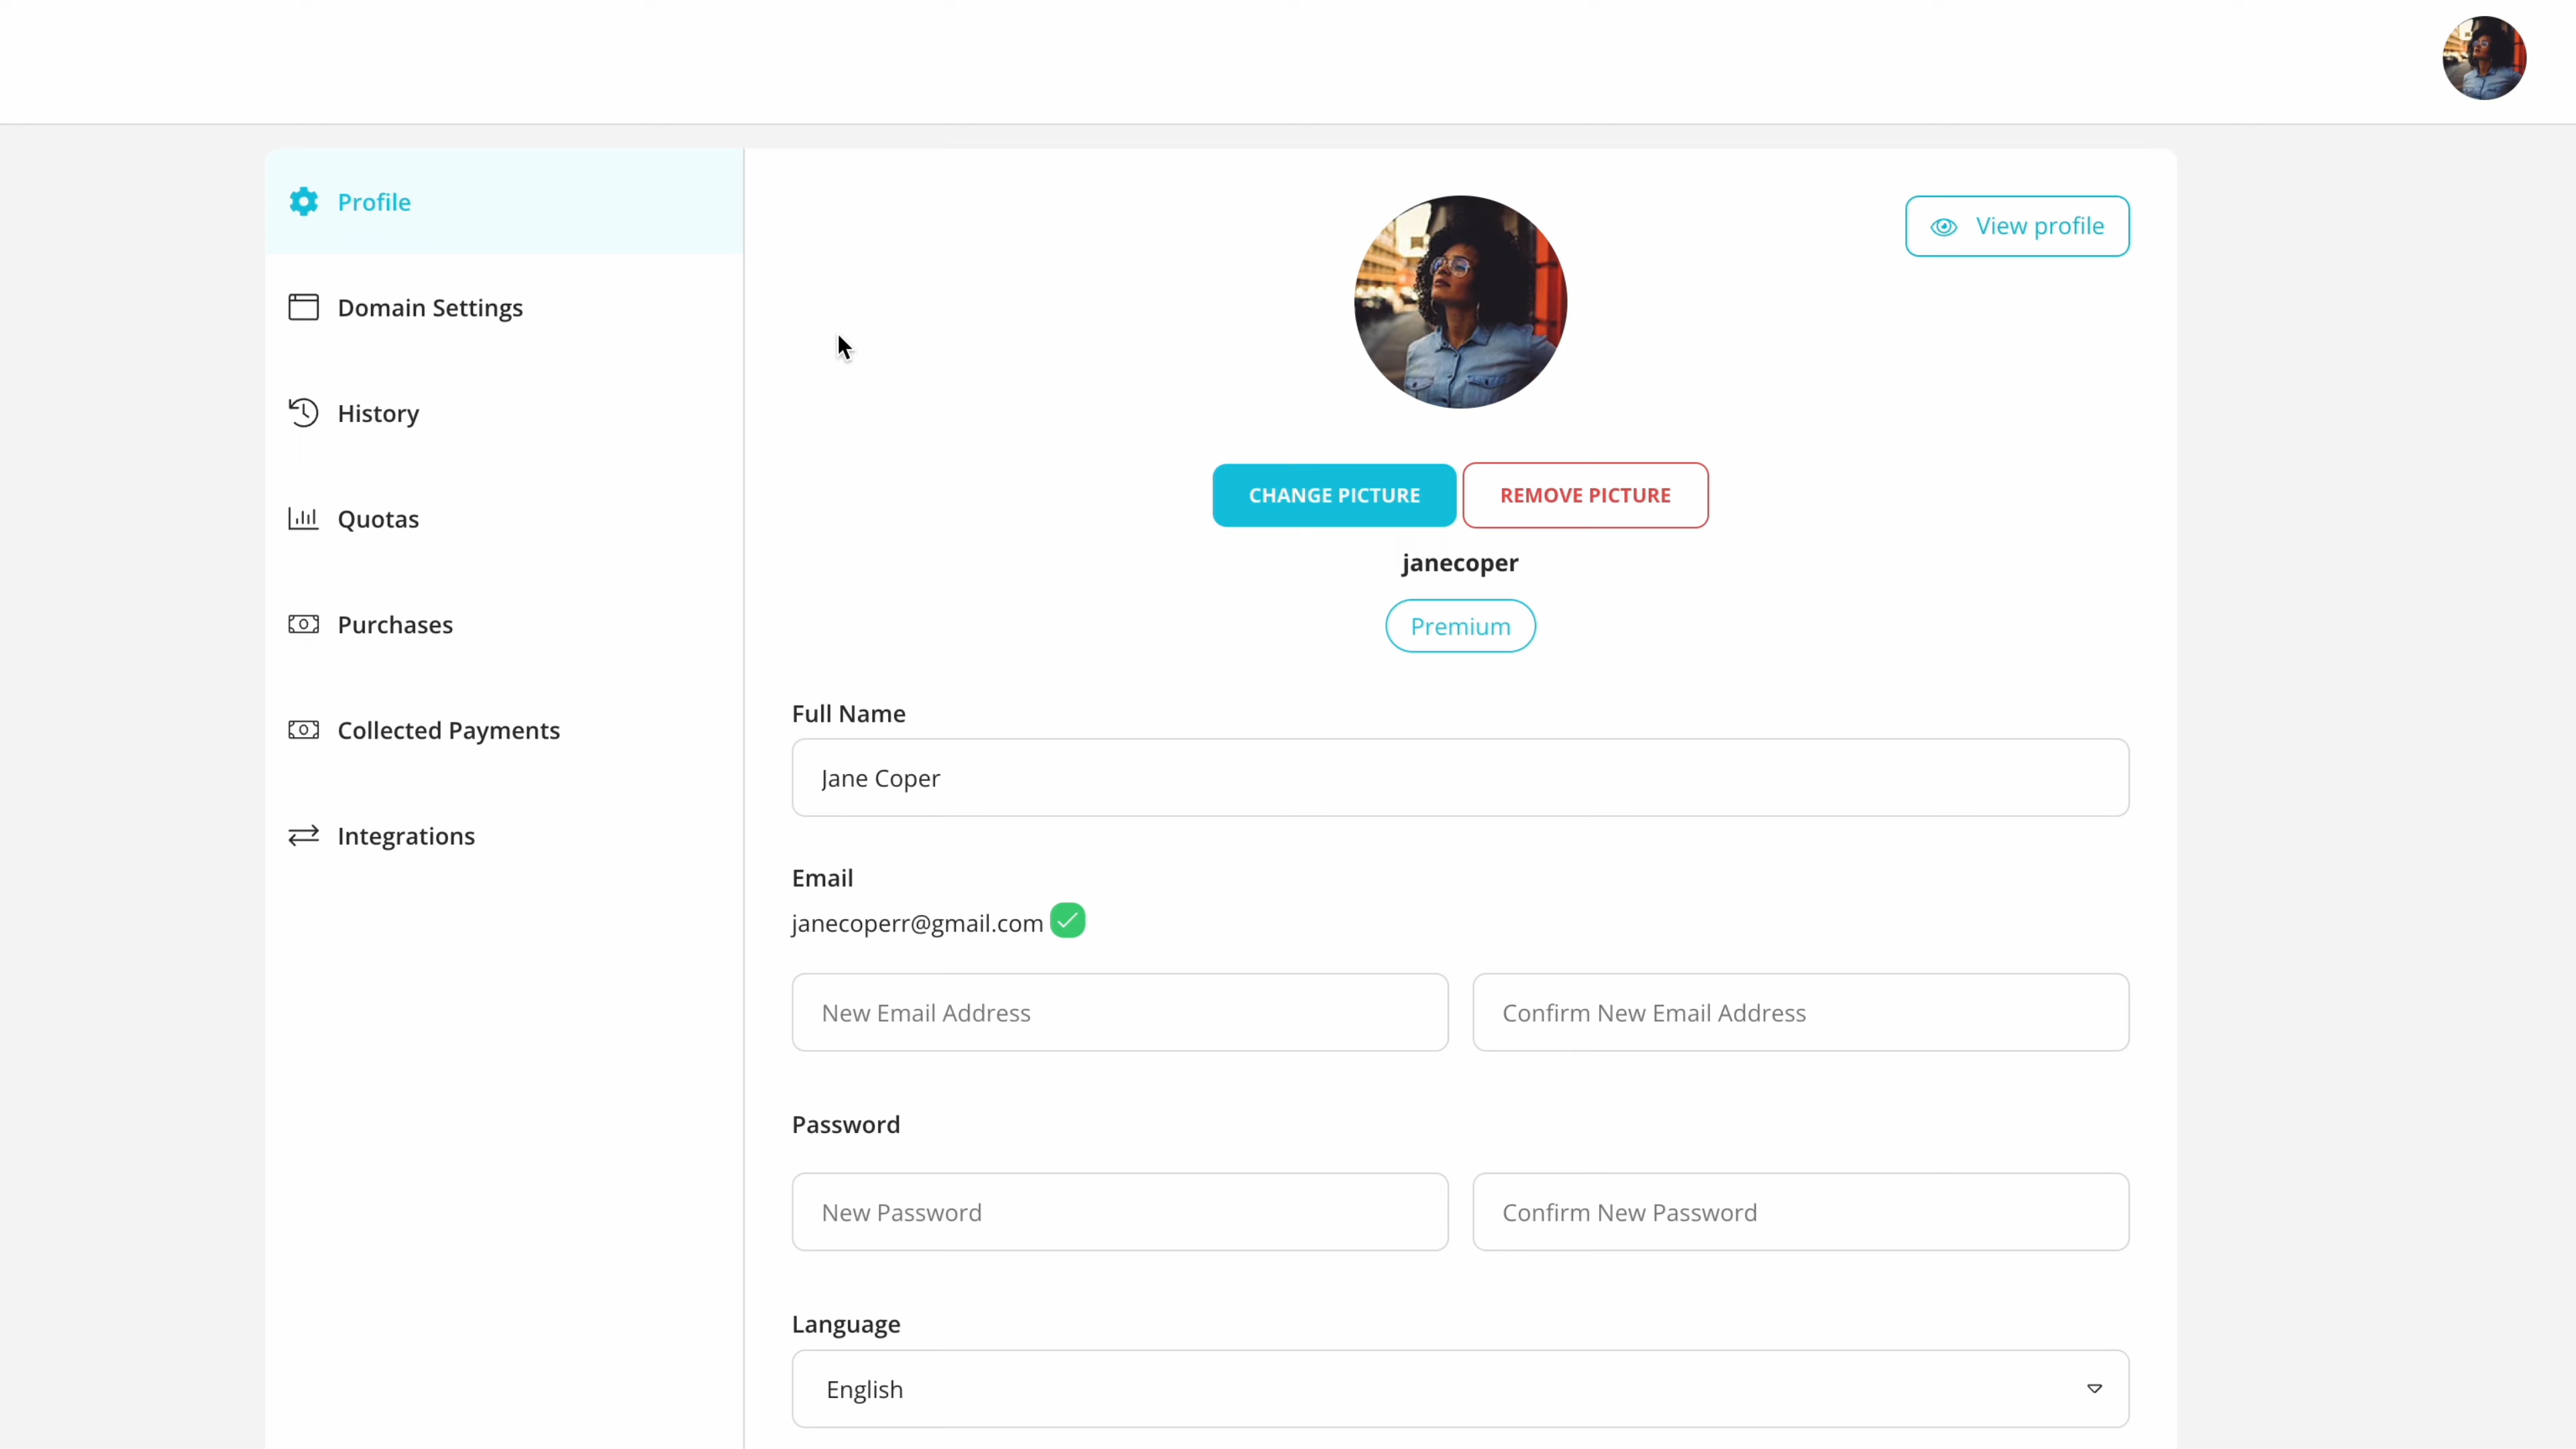 Profile
Domain Settings
History
Quotas
Purchases
Collected Payments
Integrations
View profile
CHANGE PICTURE
REMOVE PICTURE
janecoper
Premium
Full Name
Jane Coper
Email
janecoperr@gmail.com
New Email Address
Confirm New Email Address
Password
New Password
Confirm New Password
Language
English